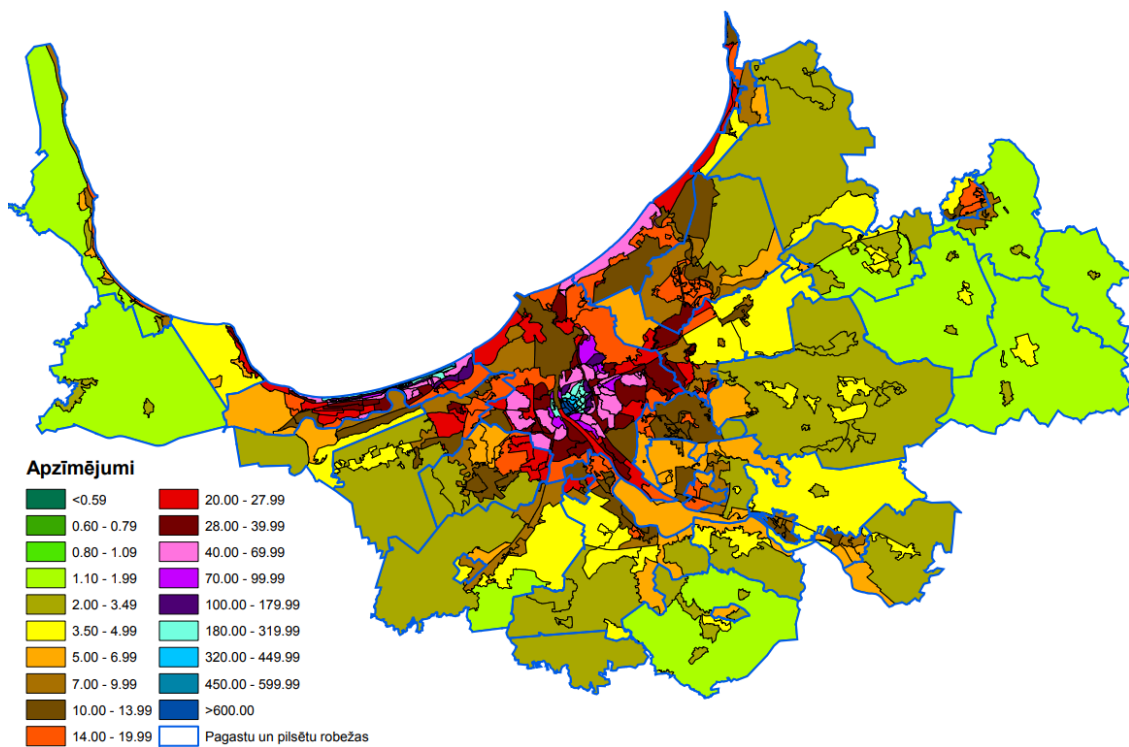 Apzīmējumi
<0.59
0.60 - 0.79
0.80 - 1.09
1.10 - 1.99
2.00 - 3.49
3.50 - 4.99
5.00 - 6.99
7.00 - 9.99
10.00 - 13.99
14.00 - 19.99
20.00 - 27.99
28.00 - 39.99
40.00 - 69.99
70.00 - 99.99
100.00 - 179.99
180.00 - 319.99
320.00 - 449.99
450.00 - 599.99
>600.00
Pagastu un pilsētu robežas